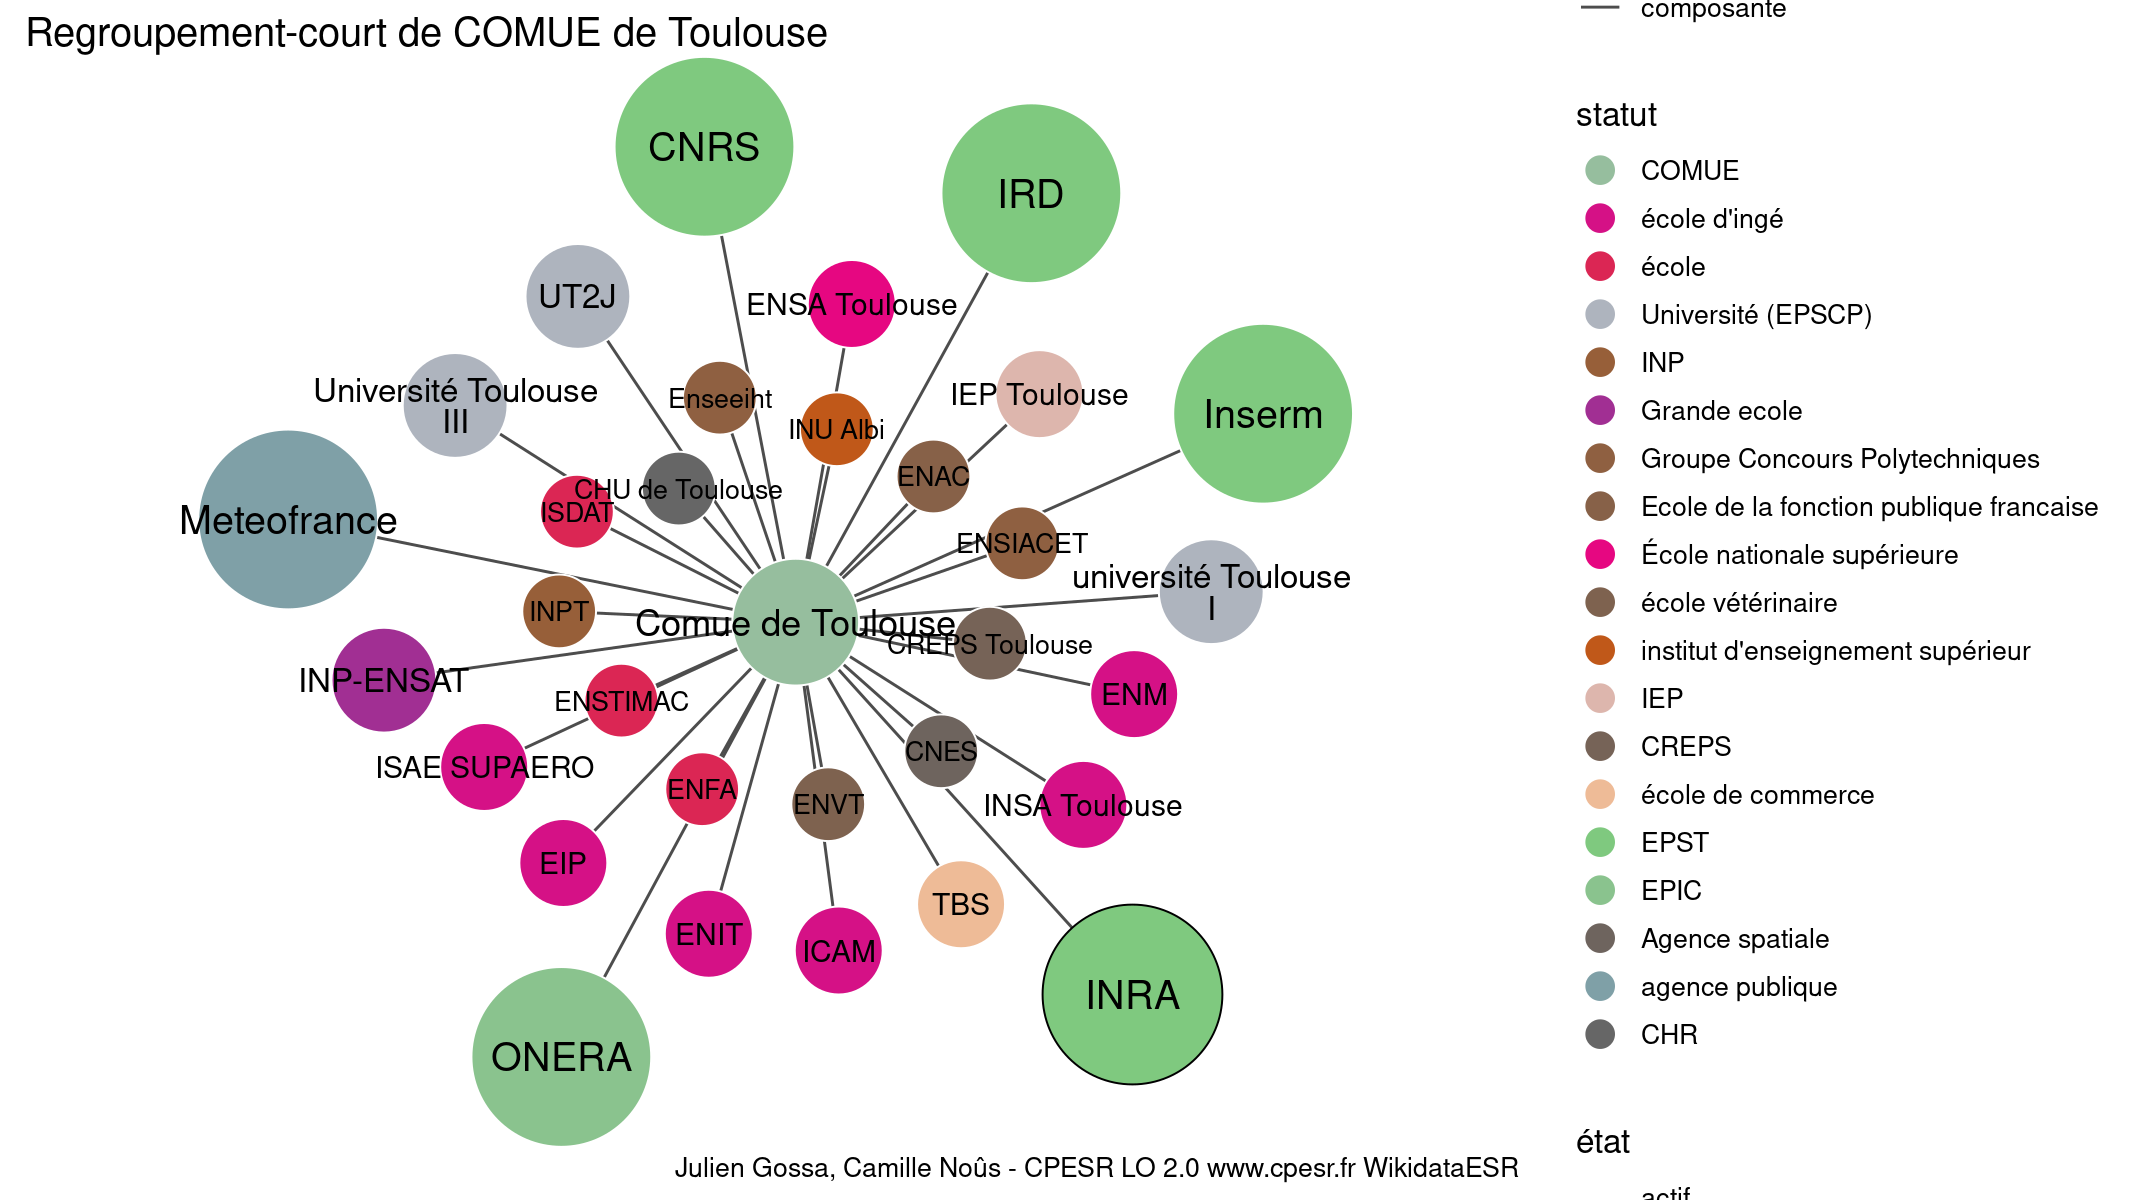 Regroupement-court de COMUE de Toulouse
composante
CNRS
IRD
UT2J
ENSA Toulouse
Université Toulouse
III
Enseeiht
INU Albi
IEP Toulouse
Inserm
Meteofrance
ISDAT
CHU de Toulouse
ENAC
ENSIACET
université Toulouse
I
INPT
Comue de Toulouse
CREPS Toulouse
INP-ENSAT
ENSTIMAC
ENM
ISAE SUPAERO
ENFA
ENVT
CNES
INSA Toulouse
EIP
ENIT
ICAM
TBS
INRA
ONERA
statut
COMUE
école d'ingé
école
Université (EPSCP)
INP
Grande ecole
Groupe Concours Polytechniques
Ecole de la fonction publique francaise
École nationale supérieure
école vétérinaire
institut d'enseignement supérieur
IEP
CREPS
école de commerce
EPST
EPIC
Agence spatiale
agence publique
CHR
état
actif
Julien Gossa, Camille Noûs - CPESR LO 2.0 www.cpesr.fr WikidataESR